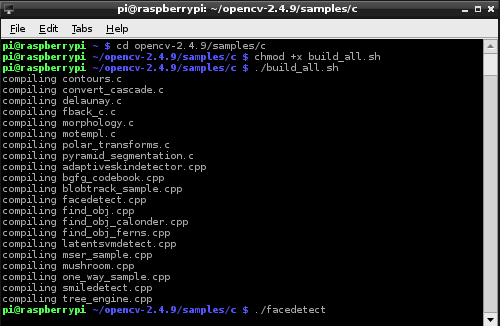 pi@raspberrypi: ~/opencv-2.4.9/samples/c
File Edit Tabs Help
pi@raspberrypi ~ $ cd opencv-2.4.9/samples/c
pi@raspberrypi ~/opencv-2.4.9/samples/c $ chmod +x build_all.sh
pi@raspberrypi ~/opencv-2.4.9/samples/c $ ./build_all.sh
compiling contours.c
compiling convert_cascade.c
compiling delaunay.c
compiling fback_c.c
compiling morphology.c
compiling motempl.c
compiling polar_transforms.c
compiling pyramid_segmentation.c
compiling adaptiveskindetector.cpp
compiling bgfg_codebook.cpp
compiling blobtrack_sample.cpp
compiling facedetect.cpp
compiling find_obj.cpp
compiling find_obj_calonder.cpp
compiling find_obj_ferns.cpp
compiling latentsvmdetect.cpp
compiling mser_sample.cpp
compiling mushroom.cpp
compiling one_way_sample.cpp
compiling smiledetect.cpp
compiling tree_engine.cpp
pi@raspberrypi ~/opencv-2.4.9/samples/c $ ./facedetect